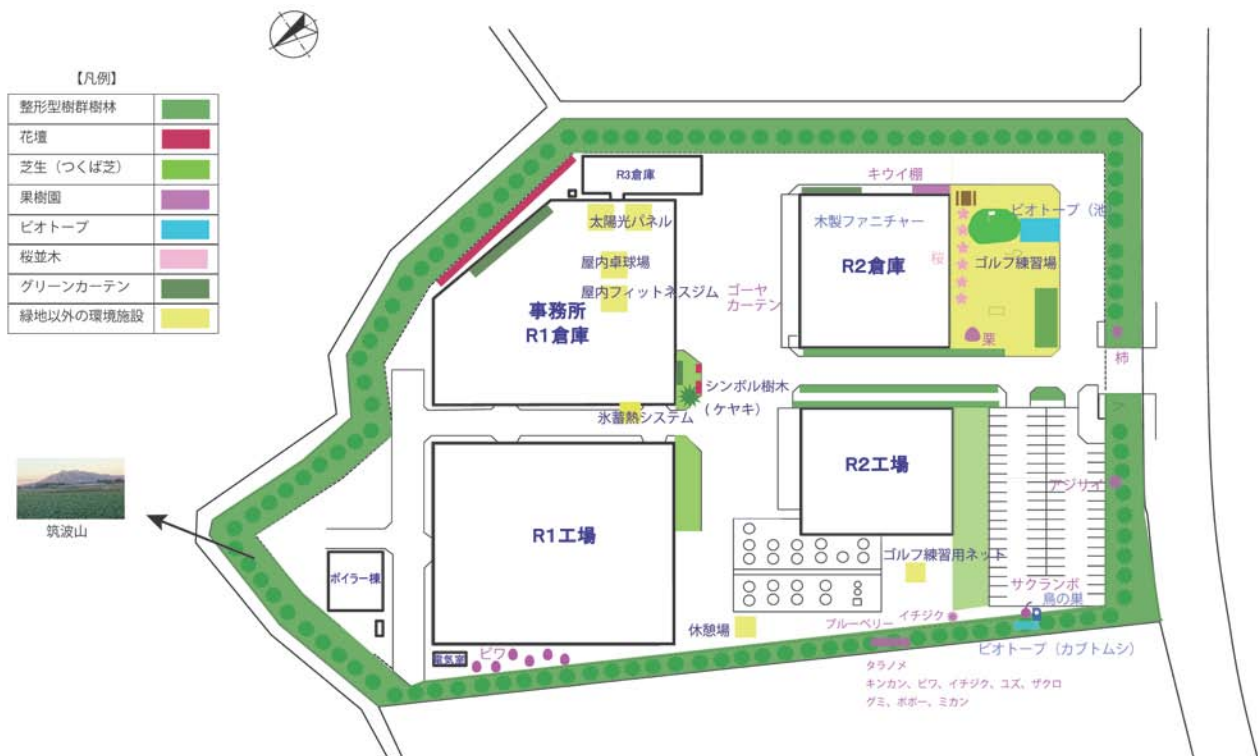 【凡例】
整形型樹群樹林
花壇
芝生（つくば芝）
果樹園
ビオトープ
桜並木
グリーンカーテン
緑地以外の環境施設
筑波山
R3倉庫
太陽光パネル
屋内卓球場
屋内フィットネスジム
事務所
R1倉庫
ゴーヤ
カーテン
キウイ棚
木製ファニチャー
R2倉庫
桜
ビオトープ（池
ゴルフ練習場
栗
柿
シンボル樹木
（ケヤキ）
氷蓄熱システム
R1工場
R2工場
アジサイ
ボイラー棟
電気室
ビワ
休憩場
ゴルフ練習用ネット
サクランボ
鳥の巣
ブルーベリー
イチジク
ビオトープ（カブトムシ）
タラノメ
キンカン、ビワ、イチジク、ユズ、ザクロ
グミ、ポポー、ミカン